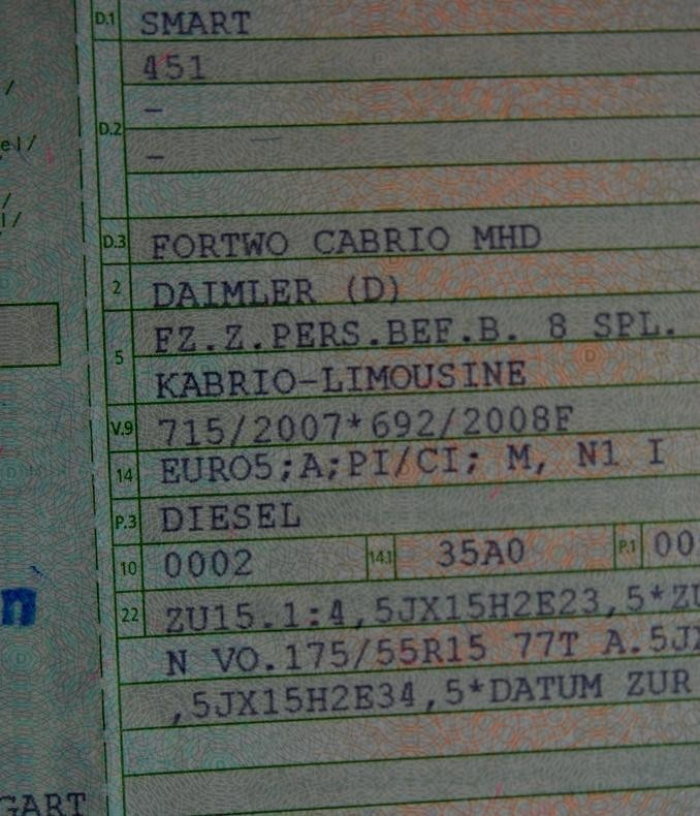 D.1 SMART
451
D.2 –
–
D.3 FORTWO CABRIO MHD
2 DAIMLER (D)
5 FZ.Z.PERS.BEF.B. 8 SPL.
KABRIO-LIMOUSINE
V.9 715/2007*692/2008F
14 EURO5;A;PI/CI; M, N1 I
P.3 DIESEL
10 0002 14.1 35A0 P.1 00
22 ZU15.1:4,5JX15H2E23,5*ZU
N VO.175/55R15 77T A.5J
,5JX15H2E34,5*DATUM ZUR
GART